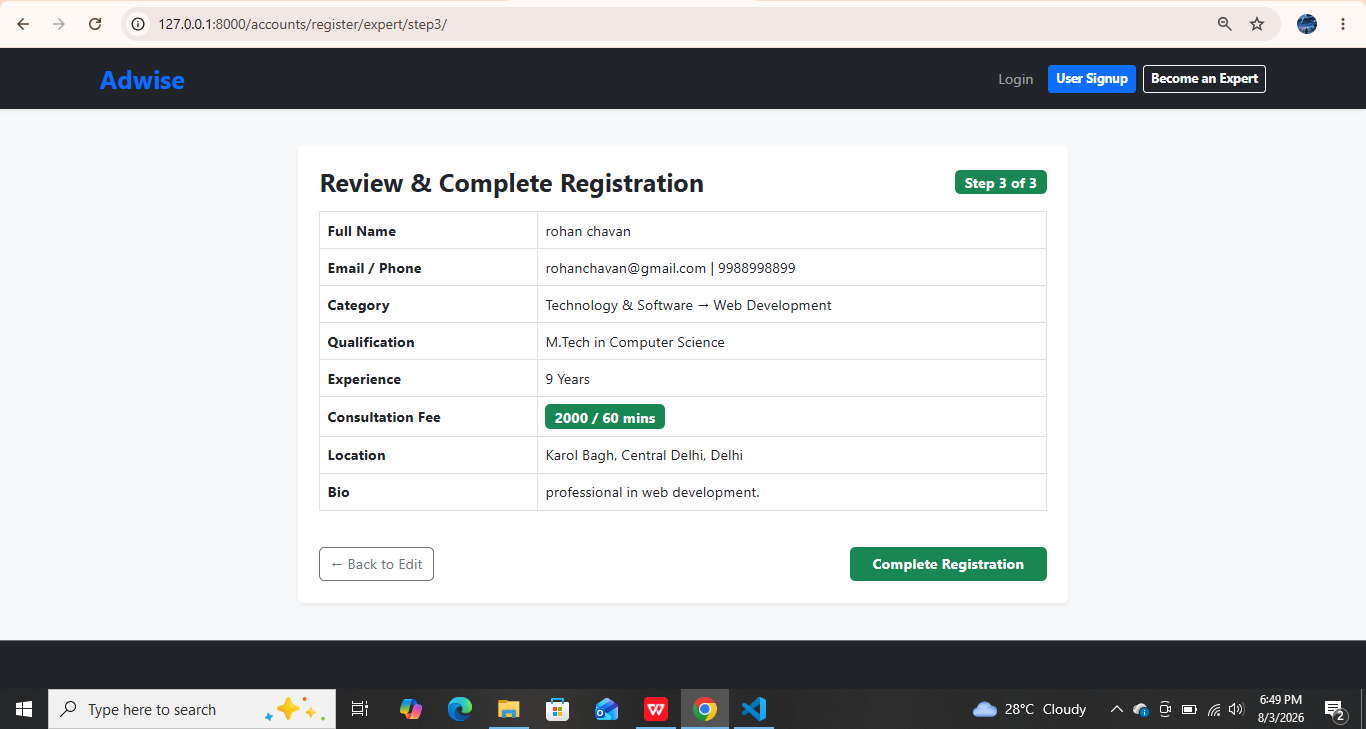 127.0.0.1:8000/accounts/register/expert/step3/
Adwise
Login
User Signup
Become an Expert
Review & Complete Registration
Step 3 of 3
Full Name rohan chavan
Email / Phone rohanchavan@gmail.com | 9988998899
Category Technology & Software → Web Development
Qualification M.Tech in Computer Science
Experience 9 Years
Consultation Fee 2000 / 60 mins
Location Karol Bagh, Central Delhi, Delhi
Bio professional in web development.
← Back to Edit
Complete Registration
Type here to search
28°C Cloudy
6:49 PM
8/3/2026
2